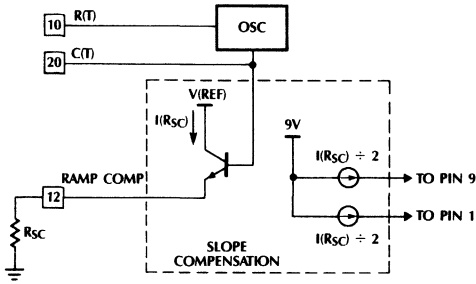 10 R(T)
OSC
20 C(T)
V(REF)
I(RSC)
9V
I(RSC) ÷ 2
TO PIN 9
RAMP COMP
12
TO PIN 1
I(RSC) ÷ 2
RSC
SLOPE
COMPENSATION